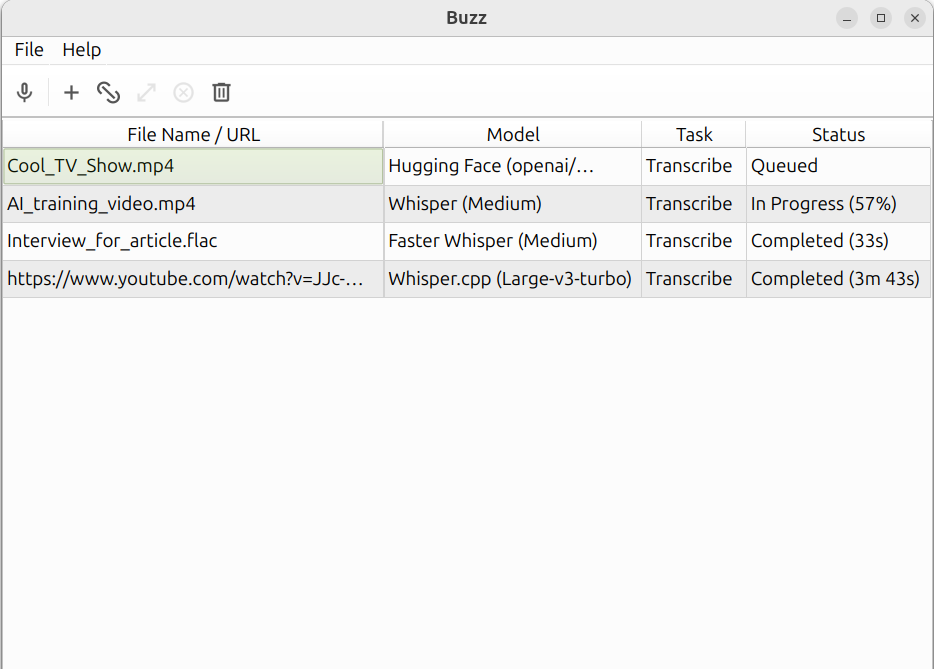 Buzz
File Help
File Name / URL Model Task Status
Cool_TV_Show.mp4 Hugging Face (openai/… Transcribe Queued
AI_training_video.mp4 Whisper (Medium) Transcribe In Progress (57%)
Interview_for_article.flac Faster Whisper (Medium) Transcribe Completed (33s)
https://www.youtube.com/watch?v=JJc-… Whisper.cpp (Large-v3-turbo) Transcribe Completed (3m 43s)